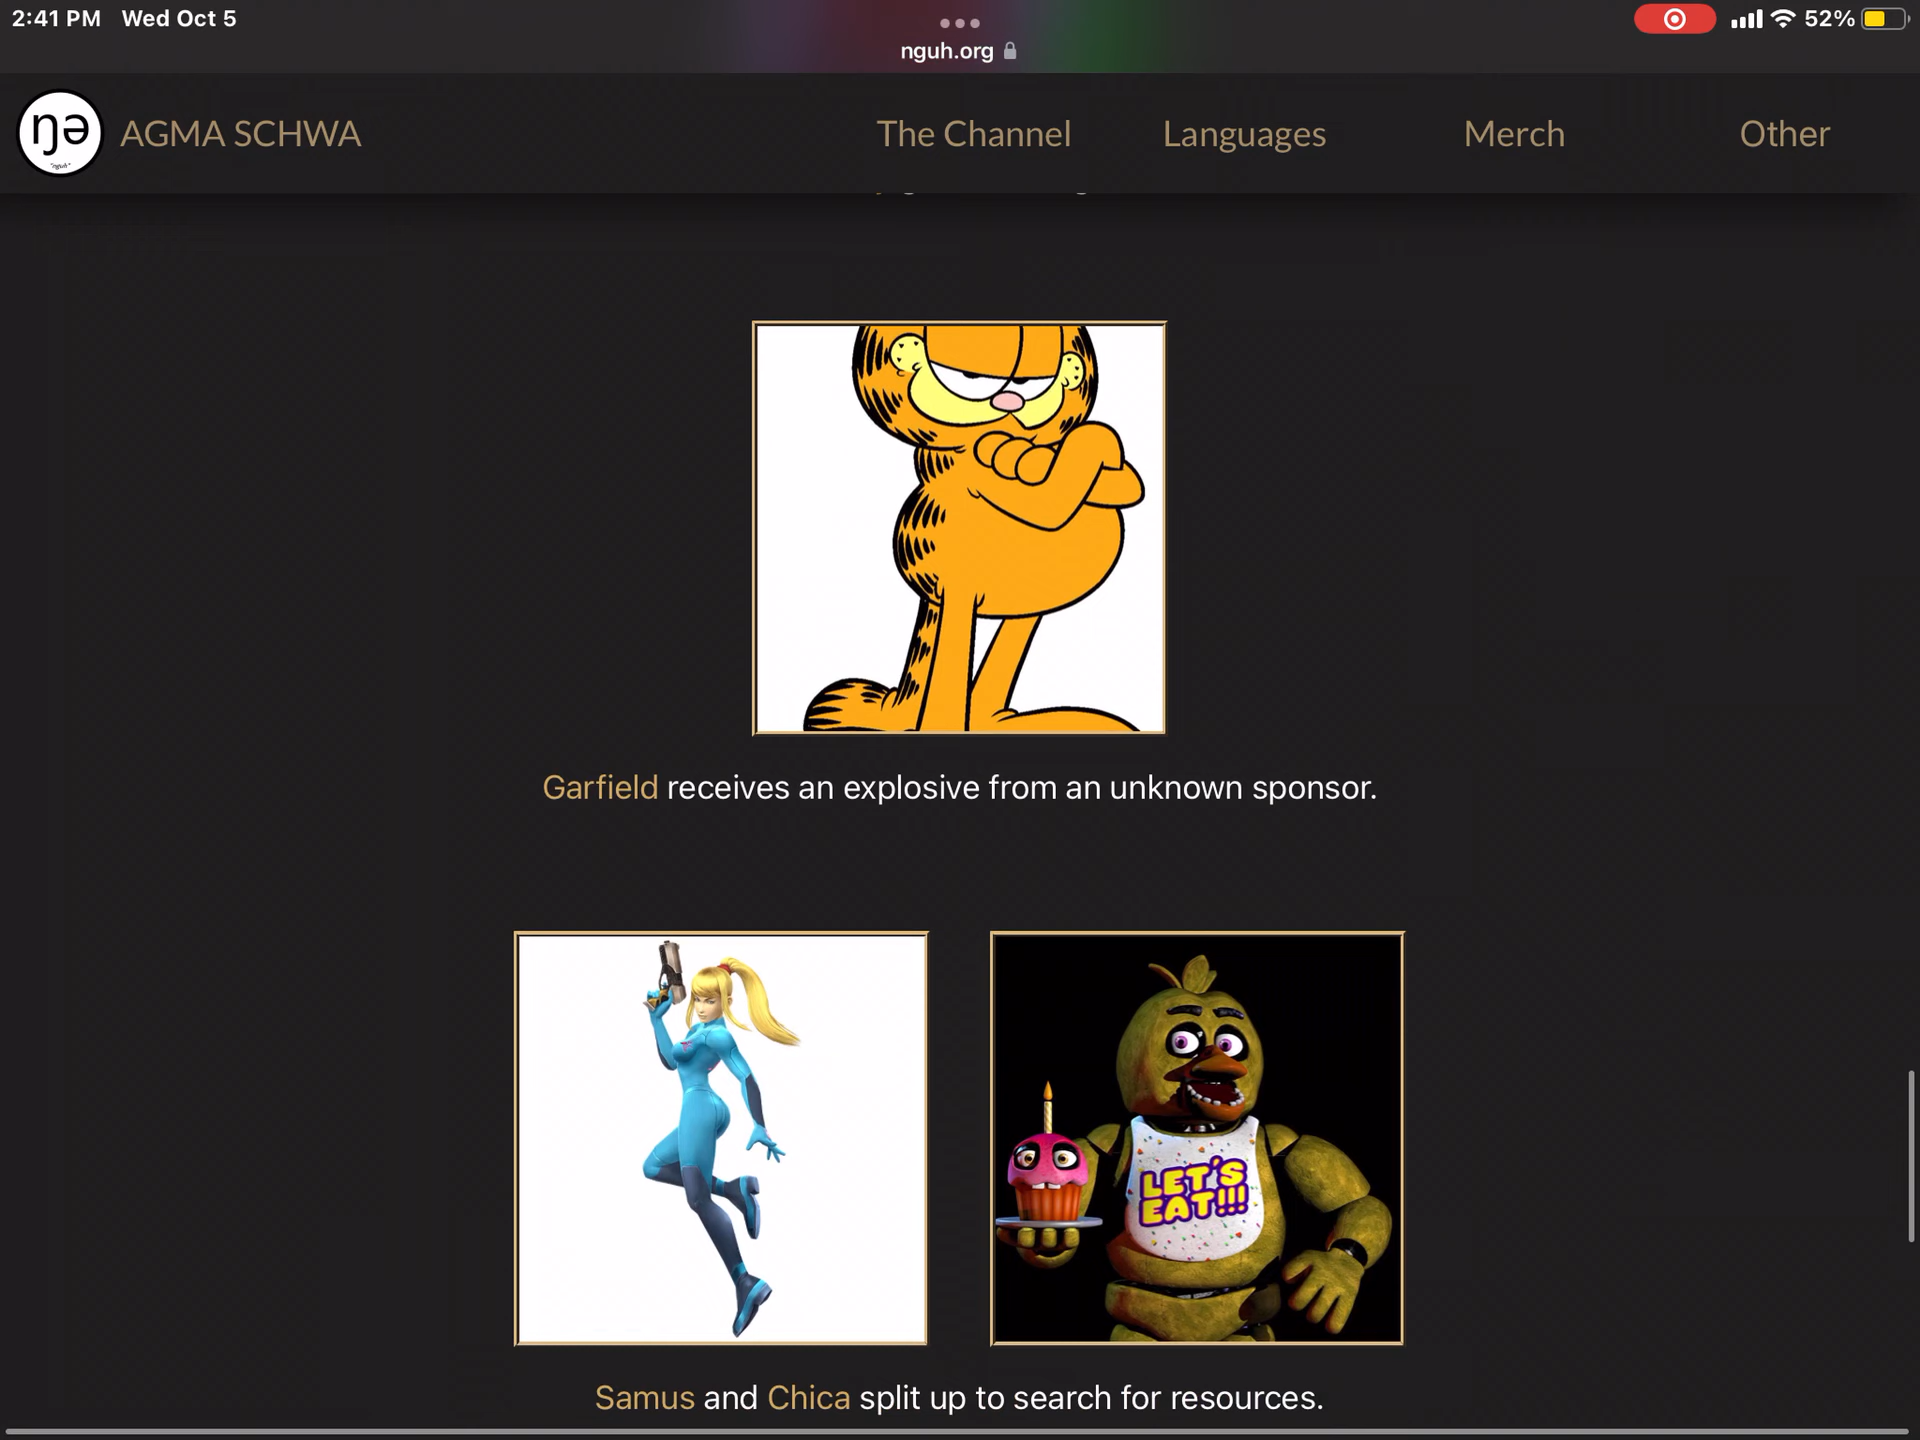 2:41 PM Wed Oct 5
52%
nguh.org
ŋə
"nguh"
AGMA SCHWA
The Channel
Languages
Merch
Other
Garfield receives an explosive from an unknown sponsor.
LET'S
EAT!!!
Samus and Chica split up to search for resources.